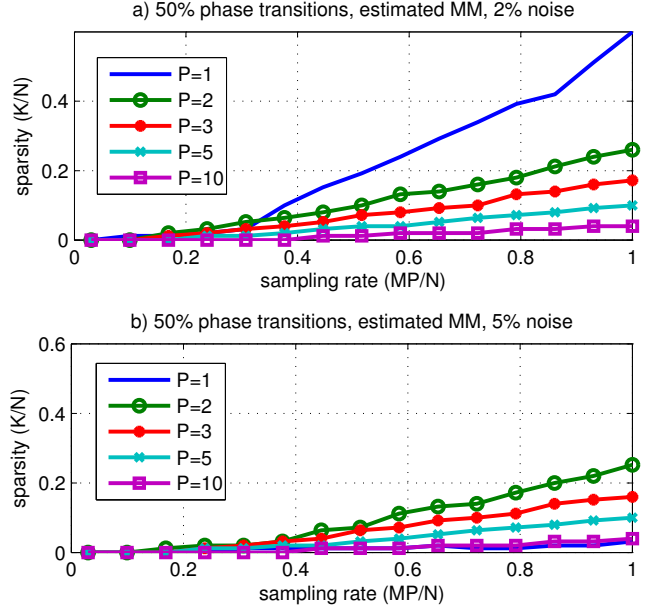 a) 50% phase transitions, estimated MM, 2% noise
sparsity (K/N)
0.4
0.2
0
P=1
P=2
P=3
P=5
P=10
0 0.2 0.4 0.6 0.8 1
sampling rate (MP/N)
b) 50% phase transitions, estimated MM, 5% noise
sparsity (K/N)
0.6
0.4
0.2
0
P=1
P=2
P=3
P=5
P=10
0 0.2 0.4 0.6 0.8 1
sampling rate (MP/N)